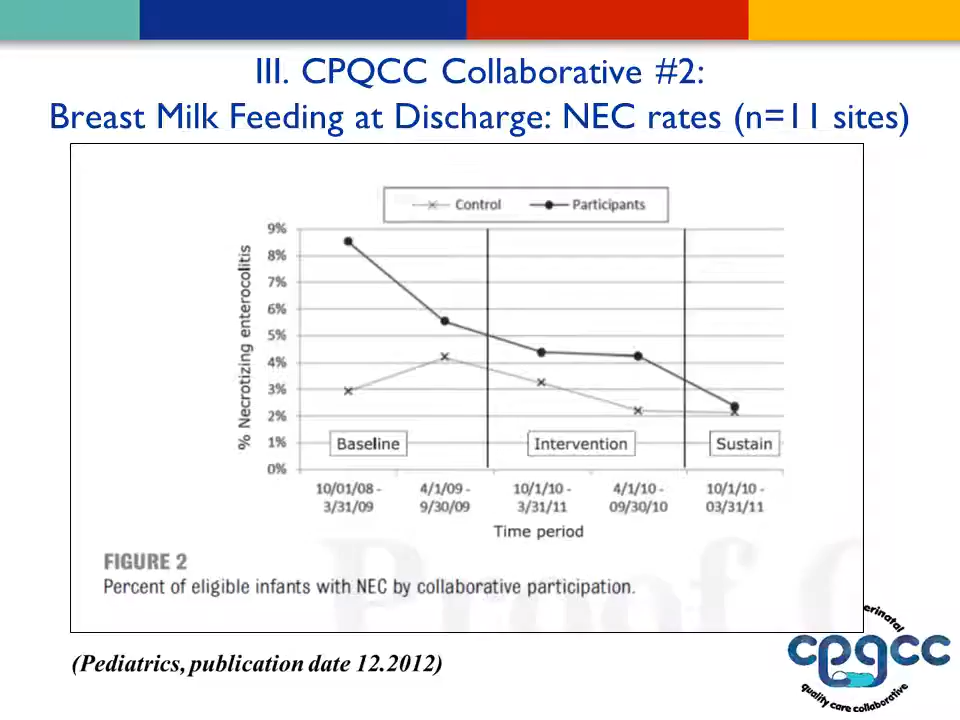 III. CPQCC Collaborative #2:
Breast Milk Feeding at Discharge: NEC rates (n=11 sites)
Control
Participants
% Necrotizing enterocolitis
9%
8%
7%
6%
5%
4%
3%
2%
1%
0%
Baseline
Intervention
Sustain
10/01/08 -
3/31/09
4/1/09 -
9/30/09
10/1/10 -
3/31/11
4/1/10 -
09/30/10
10/1/10 -
03/31/11
Time period
FIGURE 2
Percent of eligible infants with NEC by collaborative participation.
Proof
(Pediatrics, publication date 12.2012)
erinatal
cpqcc
quality care collaborative